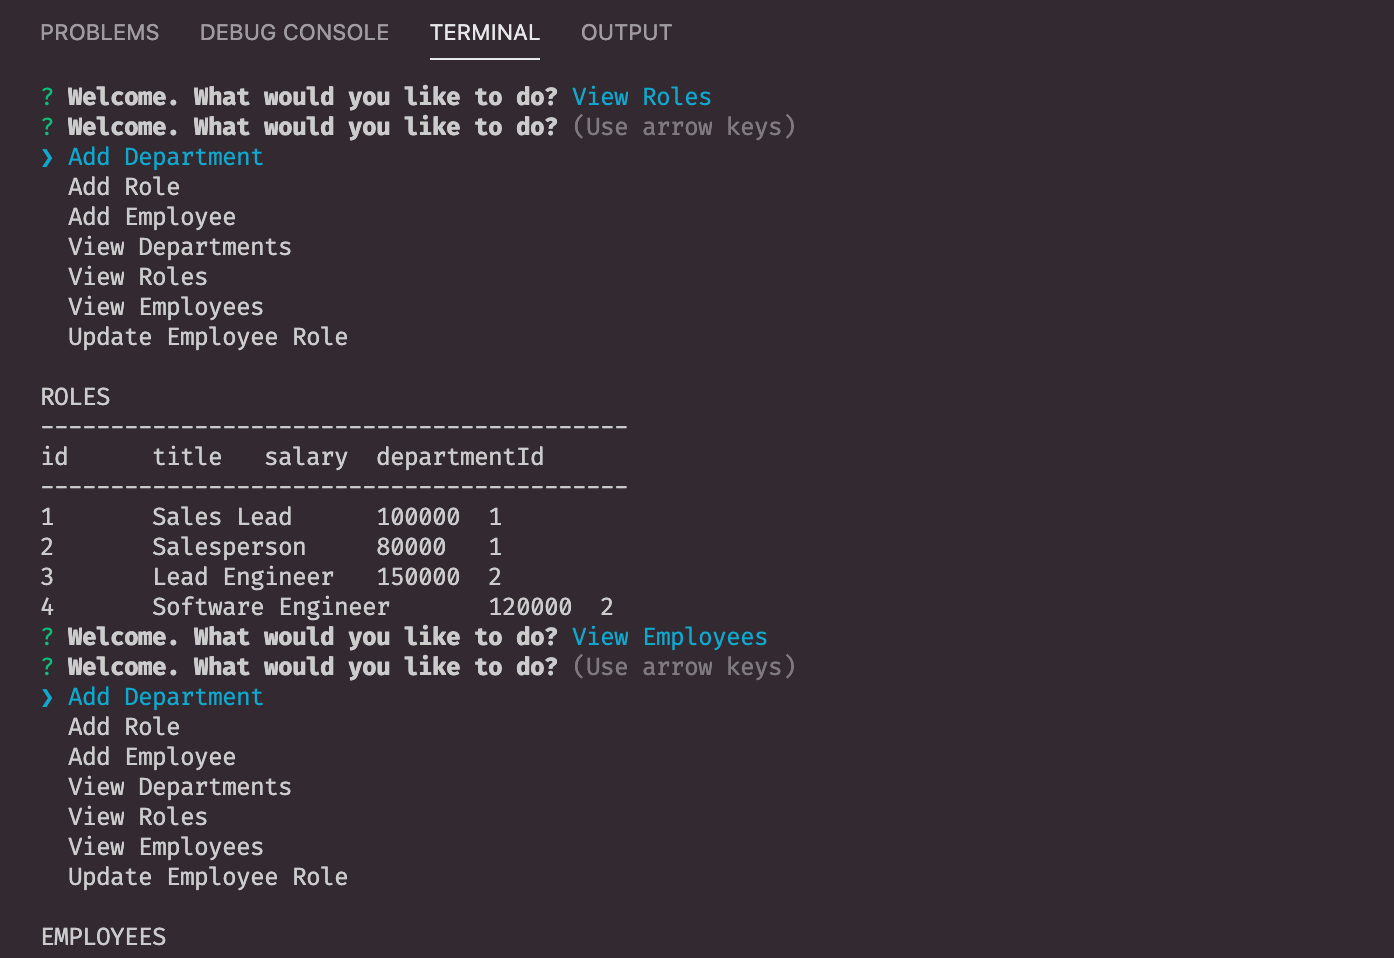 PROBLEMS DEBUG CONSOLE TERMINAL OUTPUT
? Welcome. What would you like to do? View Roles
? Welcome. What would you like to do? (Use arrow keys)
❯ Add Department
  Add Role
  Add Employee
  View Departments
  View Roles
  View Employees
  Update Employee Role

ROLES
------------------------------------------
id      title   salary  departmentId
------------------------------------------
1       Sales Lead      100000  1
2       Salesperson     80000   1
3       Lead Engineer   150000  2
4       Software Engineer       120000  2
? Welcome. What would you like to do? View Employees
? Welcome. What would you like to do? (Use arrow keys)
❯ Add Department
  Add Role
  Add Employee
  View Departments
  View Roles
  View Employees
  Update Employee Role

EMPLOYEES